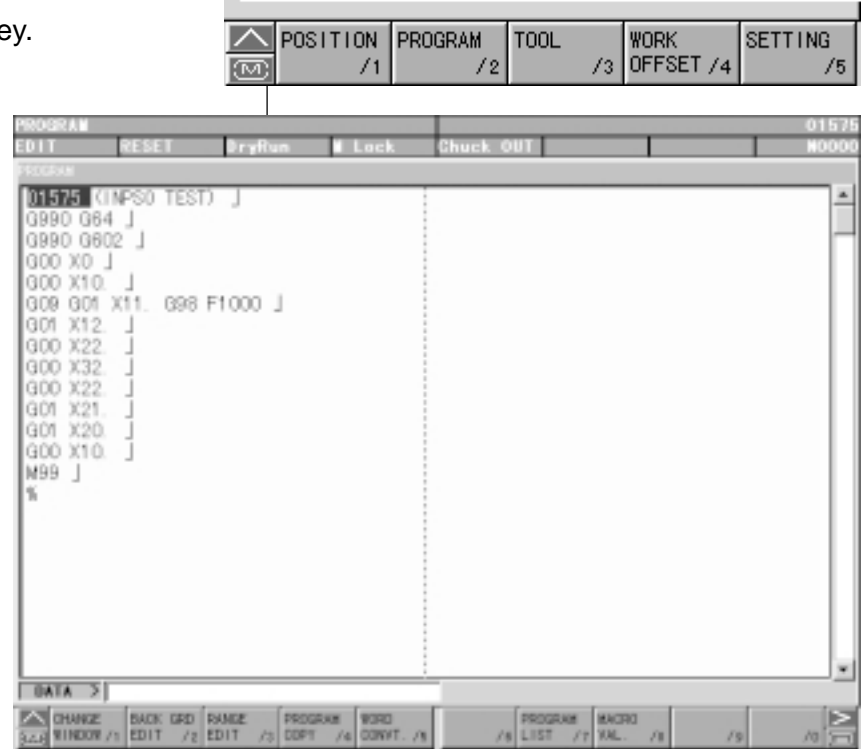 ey.
POSITION /1 PROGRAM /2 TOOL /3 WORK OFFSET /4 SETTING /5
(M)
PROGRAM O1575
EDIT RESET DryRun M Lock Chuck OUT N0000
PROGRAM
O1575 (INPSO TEST) ┘
G990 G64 ┘
G990 G602 ┘
G00 X0 ┘
G00 X10. ┘
G09 G01 X11. G98 F1000 ┘
G01 X12. ┘
G00 X22. ┘
G00 X32. ┘
G00 X22. ┘
G01 X21. ┘
G01 X20. ┘
G00 X10. ┘
M99 ┘
%
DATA >
CHANGE WINDOW /1 BACK GRD EDIT /2 RANGE EDIT /3 PROGRAM COPY /4 WORD CONVT. /5 /6 PROGRAM LIST /7 MACRO VAL. /8 /9 /10